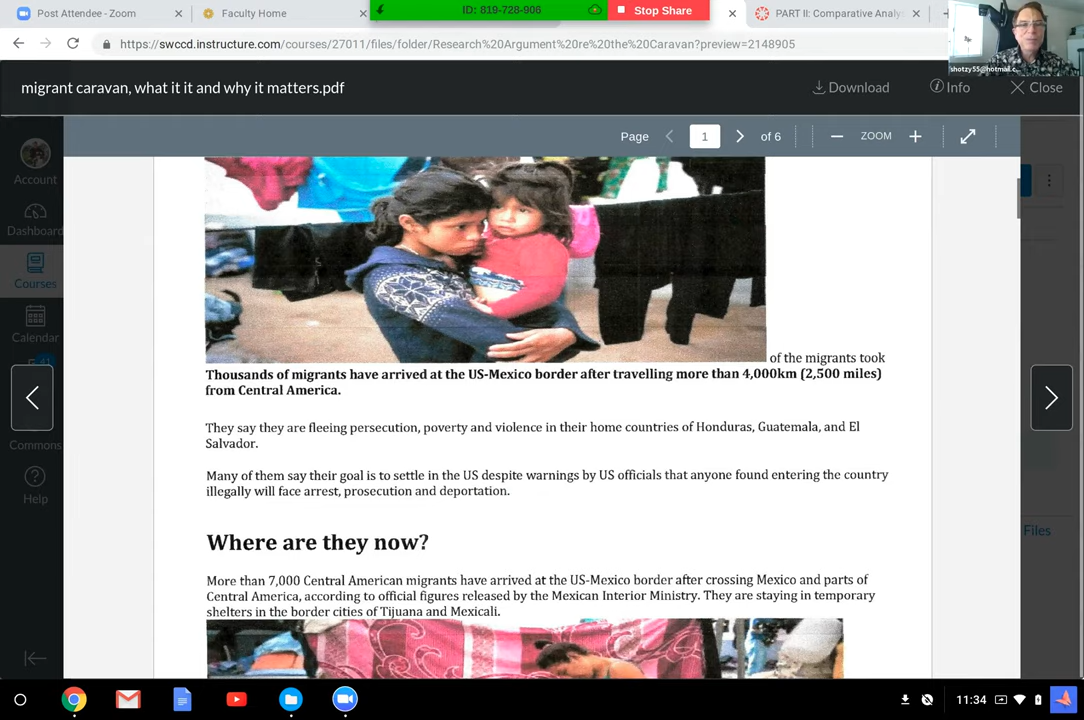 Post Attendee - Zoom
Faculty Home
ID: 819-728-906
Stop Share
PART II: Comparative Analys
https://swccd.instructure.com/courses/27011/files/folder/Research%20Argument%20re%20the%20Caravan?preview=2148905
shotzy55@hotmail.c...
migrant caravan, what it it and why it matters.pdf
Download
Info
Close
Page
1
of 6
ZOOM
Account
Dashboard
Courses
Calendar
41
Commons
Help
Files
of the migrants took
Thousands of migrants have arrived at the US-Mexico border after travelling more than 4,000km (2,500 miles)
from Central America.
They say they are fleeing persecution, poverty and violence in their home countries of Honduras, Guatemala, and El
Salvador.
Many of them say their goal is to settle in the US despite warnings by US officials that anyone found entering the country
illegally will face arrest, prosecution and deportation.
Where are they now?
More than 7,000 Central American migrants have arrived at the US-Mexico border after crossing Mexico and parts of
Central America, according to official figures released by the Mexican Interior Ministry. They are staying in temporary
shelters in the border cities of Tijuana and Mexicali.
11:34